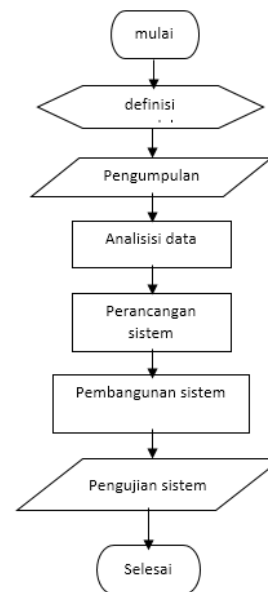 mulai
definisi
Pengumpulan
Analisisi data
Perancangan
sistem
Pembangunan sistem
Pengujian sistem
Selesai